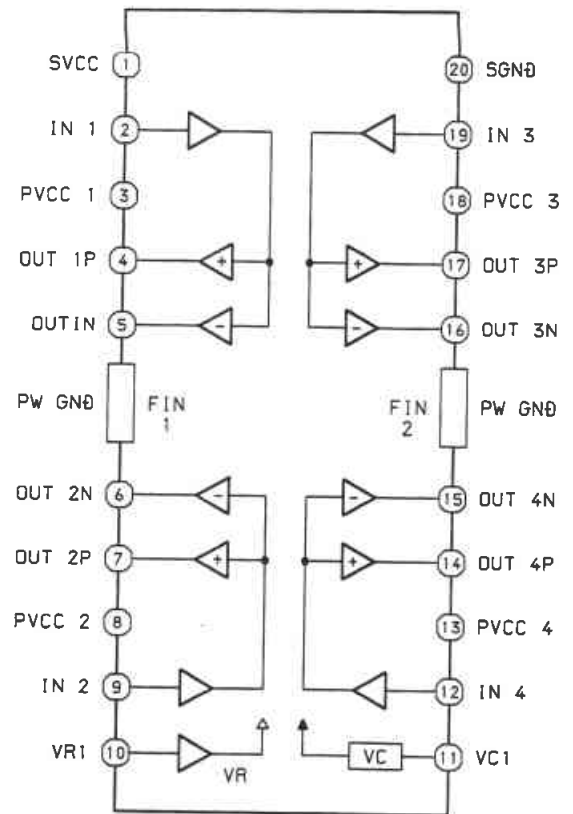 SVCC 1
20 SGNĐ
IN 1 2
19 IN 3
PVCC 1 3
18 PVCC 3
OUT 1P 4 +
+ 17 OUT 3P
OUTIN 5 -
- 16 OUT 3N
PW GNĐ FIN 1
FIN 2 PW GNĐ
OUT 2N 6 -
- 15 OUT 4N
OUT 2P 7 +
+ 14 OUT 4P
PVCC 2 8
13 PVCC 4
IN 2 9
12 IN 4
VR1 10 VR
VC 11 VC1